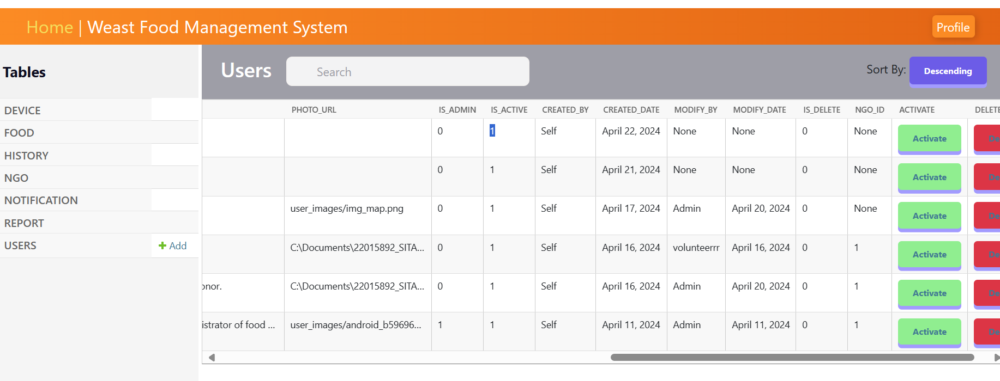 Home | Weast Food Management System
Profile
Tables
Users
Search
Sort By:
Descending
DEVICE
FOOD
HISTORY
NGO
NOTIFICATION
REPORT
USERS
Add
PHOTO_URL IS_ADMIN IS_ACTIVE CREATED_BY CREATED_DATE MODIFY_BY MODIFY_DATE IS_DELETE NGO_ID ACTIVATE DELETE
0 1 Self April 22, 2024 None None 0 None Activate De
0 1 Self April 21, 2024 None None 0 None Activate De
user_images/img_map.png 0 1 Self April 17, 2024 Admin April 20, 2024 0 None Activate De
C:\Documents\22015892_SITA... 0 1 Self April 16, 2024 volunteerrr April 16, 2024 0 1 Activate De
onor. C:\Documents\22015892_SITA... 0 1 Self April 16, 2024 Admin April 20, 2024 0 1 Activate De
istrator of food ... user_images/android_b59696... 1 1 Self April 11, 2024 Admin April 11, 2024 0 1 Activate De